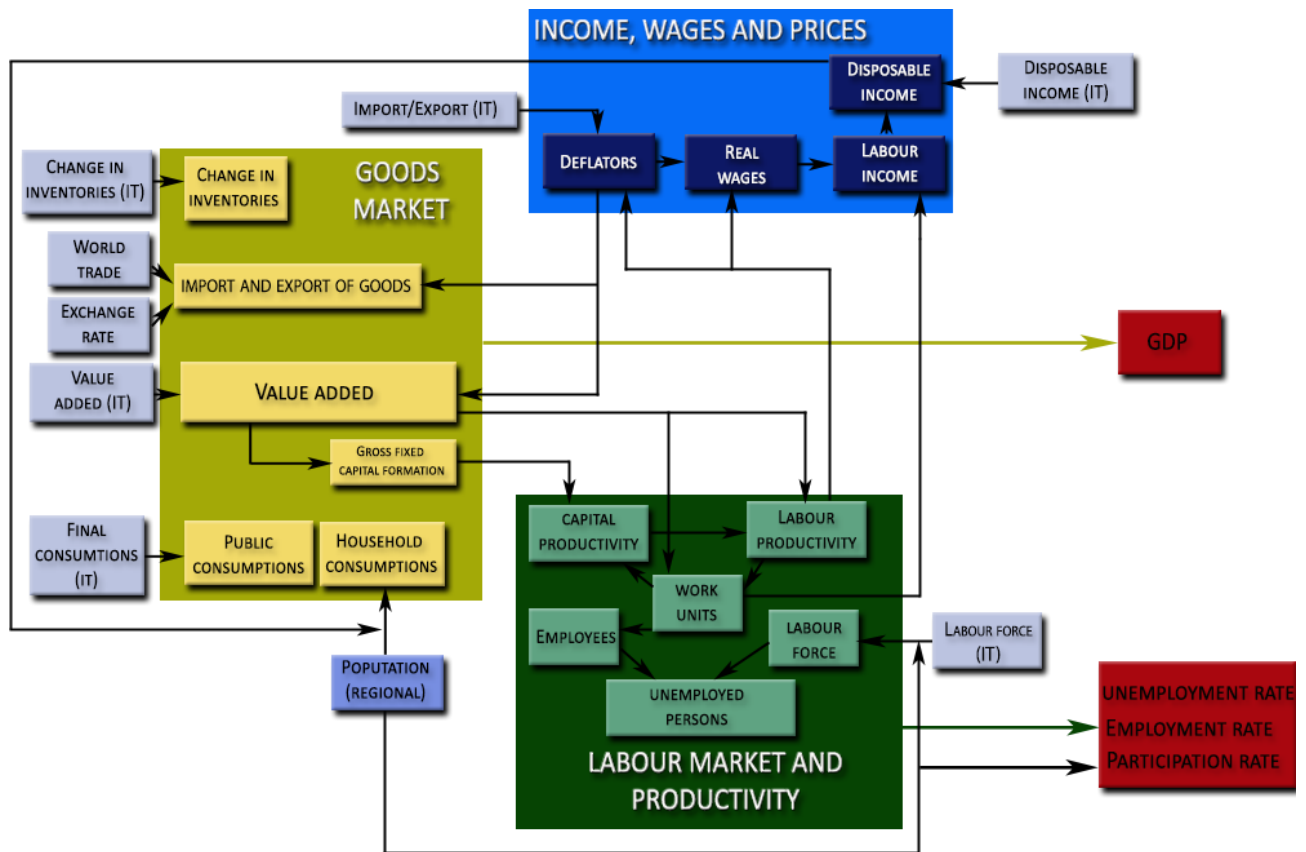 INCOME, WAGES AND PRICES
DISPOSABLE
INCOME
DISPOSABLE
INCOME (IT)
IMPORT/EXPORT (IT)
DEFLATORS
REAL
WAGES
LABOUR
INCOME
CHANGE IN
INVENTORIES (IT)
CHANGE IN
INVENTORIES
GOODS
MARKET
WORLD
TRADE
IMPORT AND EXPORT OF GOODS
EXCHANGE
RATE
GDP
VALUE
ADDED (IT)
VALUE ADDED
GROSS FIXED
CAPITAL FORMATION
CAPITAL
PRODUCTIVITY
LABOUR
PRODUCTIVITY
FINAL
CONSUMTIONS
(IT)
PUBLIC
CONSUMPTIONS
HOUSEHOLD
CONSUMPTIONS
WORK
UNITS
EMPLOYEES
LABOUR
FORCE
LABOUR FORCE
(IT)
POPUTATION
(REGIONAL)
UNEMPLOYED
PERSONS
UNEMPLOYMENT RATE
EMPLOYMENT RATE
PARTICIPATION RATE
LABOUR MARKET AND
PRODUCTIVITY